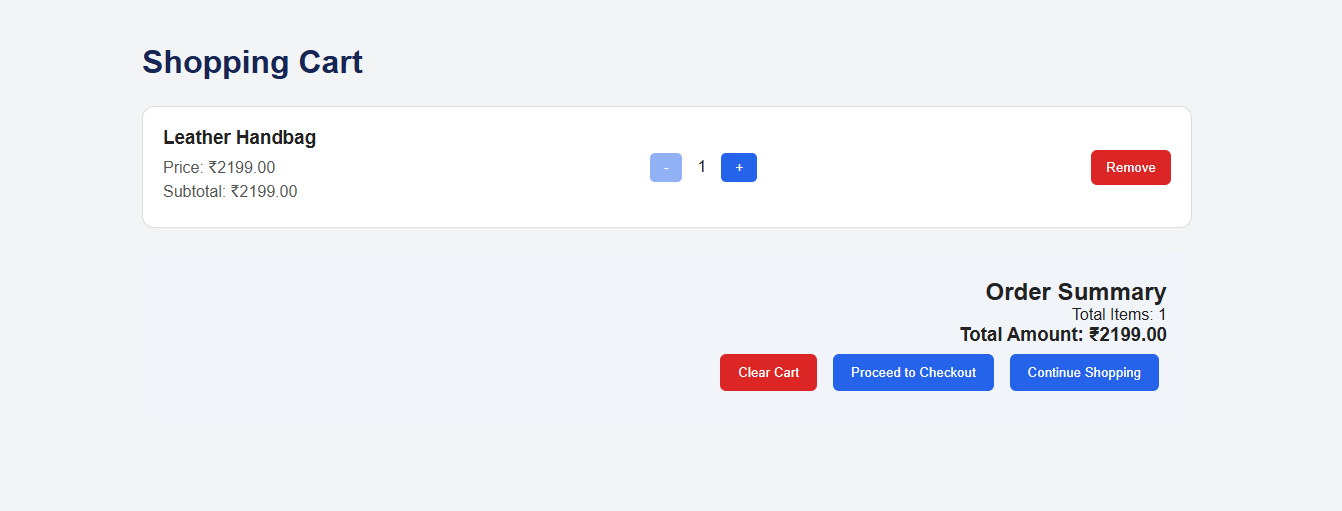 Shopping Cart
Leather Handbag
Price: ₹2199.00
Subtotal: ₹2199.00
- 1 +
Remove
Order Summary
Total Items: 1
Total Amount: ₹2199.00
Clear Cart Proceed to Checkout Continue Shopping